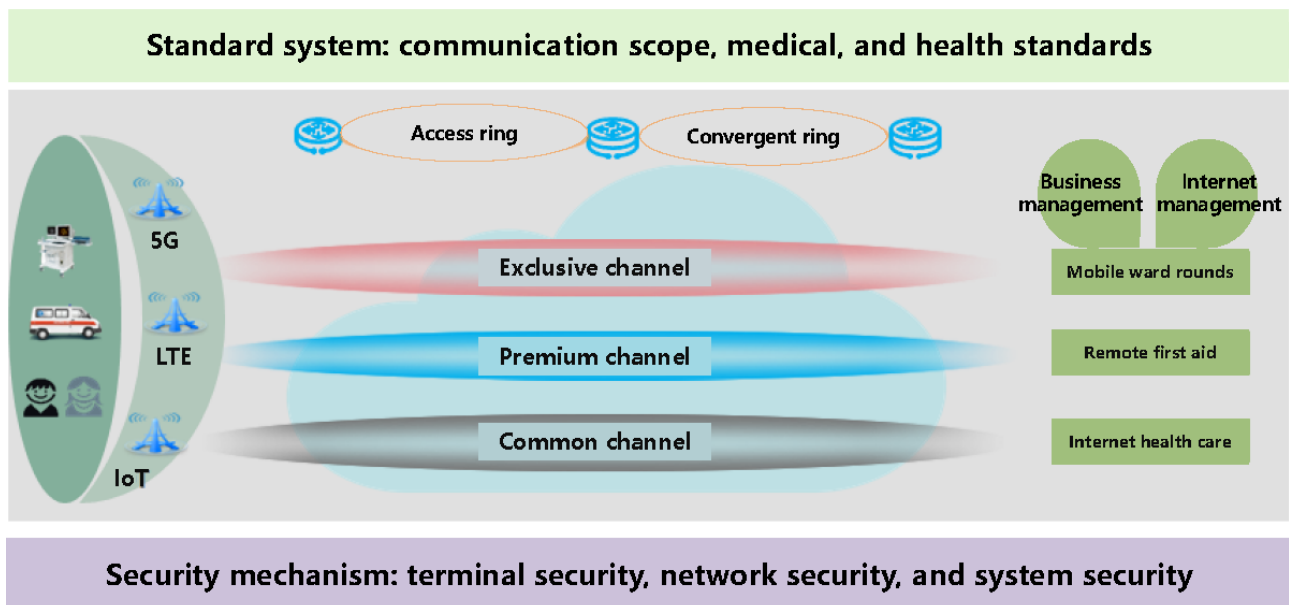 Standard system: communication scope, medical, and health standards
Access ring
Convergent ring
Business
management
Internet
management
5G
Exclusive channel
Mobile ward rounds
LTE
Premium channel
Remote first aid
IoT
Common channel
Internet health care
Security mechanism: terminal security, network security, and system security